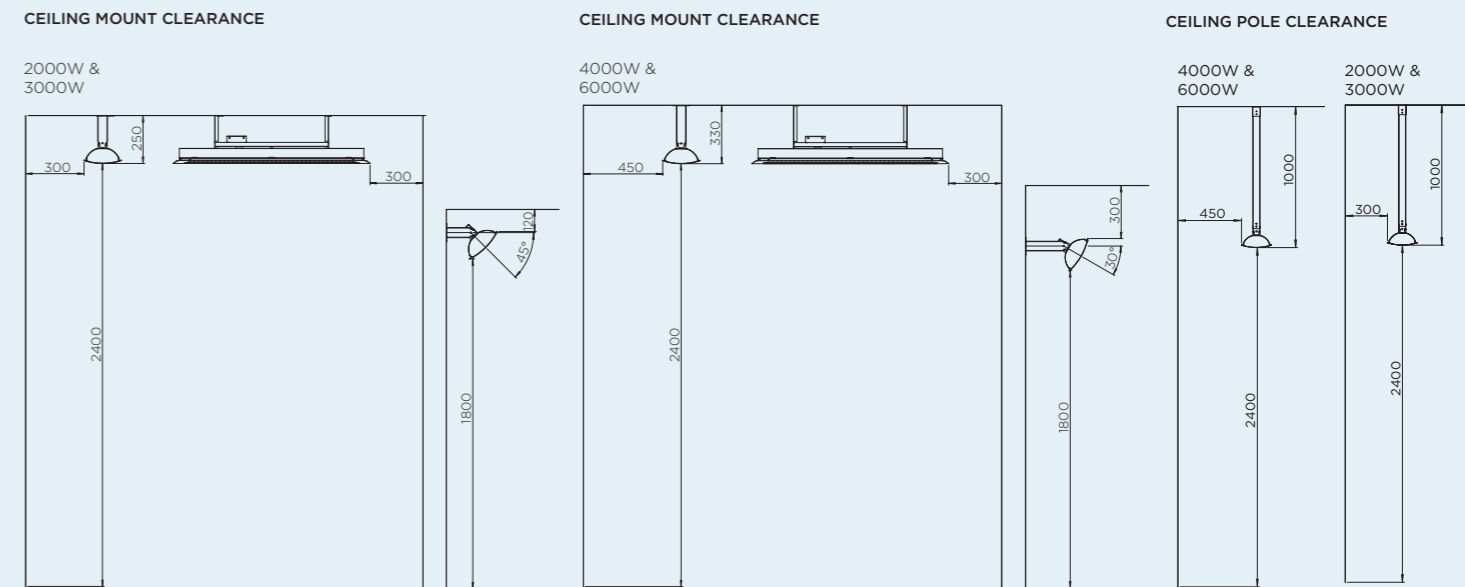 CEILING MOUNT CLEARANCE
2000W &
3000W
250
300
300
2400
120
45°
1800
CEILING MOUNT CLEARANCE
4000W &
6000W
330
450
300
2400
300
30°
1800
CEILING POLE CLEARANCE
4000W &
6000W
1000
450
2400
2000W &
3000W
1000
300
2400